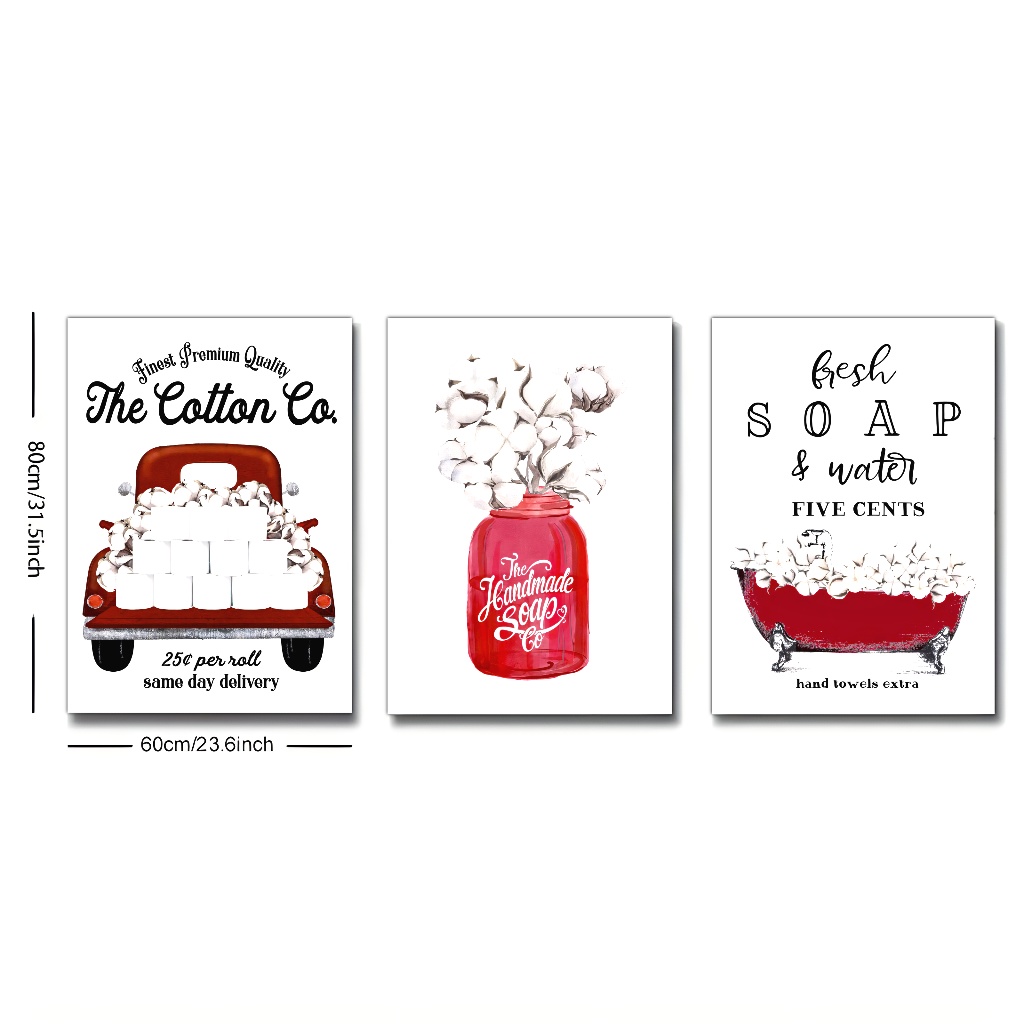 80cm/31.5inch
Finest Premium Quality
The Cotton Co.
25¢ per roll
same day delivery
60cm/23.6inch
The
Handmade
Soap
Co
fresh
SOAP
& water
FIVE CENTS
hand towels extra